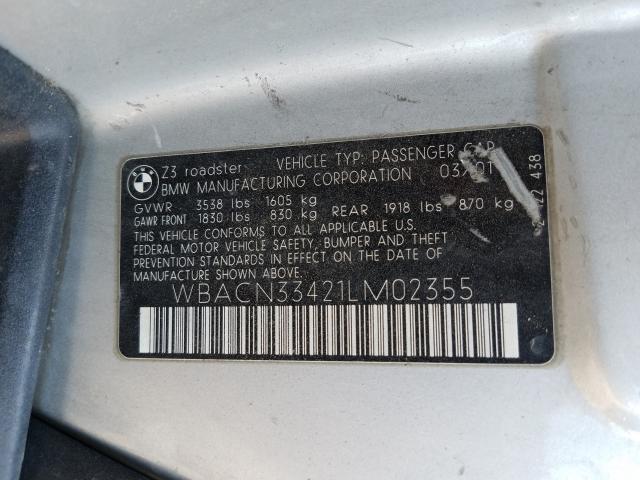 BMW
Z3 roadster VEHICLE TYP: PASSENGER CAR
BMW MANUFACTURING CORPORATION 03/01
GVWR 3538 lbs 1605 kg
GAWR FRONT 1830 lbs 830 kg REAR 1918 lbs 870 kg
THIS VEHICLE CONFORMS TO ALL APPLICABLE U.S.
FEDERAL MOTOR VEHICLE SAFETY, BUMPER AND THEFT
PREVENTION STANDARDS IN EFFECT ON THE DATE OF
MANUFACTURE SHOWN ABOVE.
WBACN33421LM02355
438